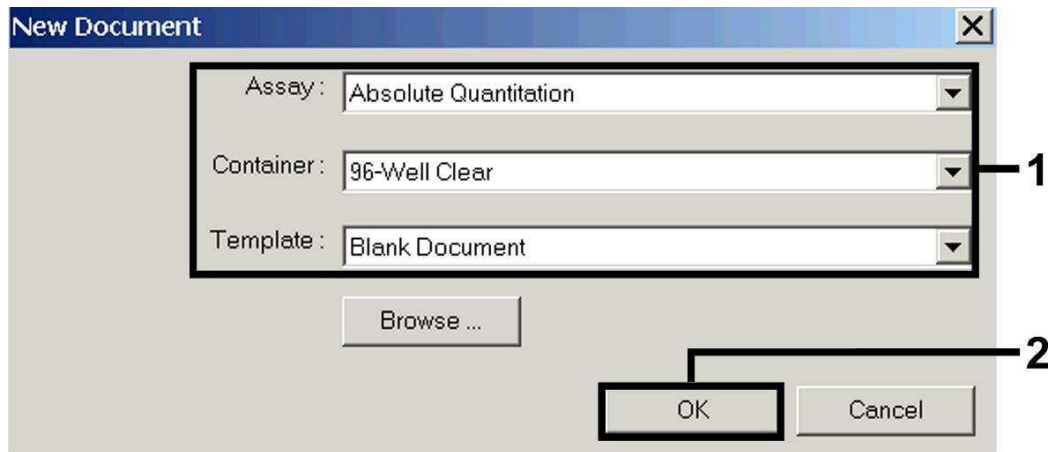 New Document
Assay : Absolute Quantitation
Container : 96-Well Clear
1
Template : Blank Document
Browse ...
2
OK Cancel